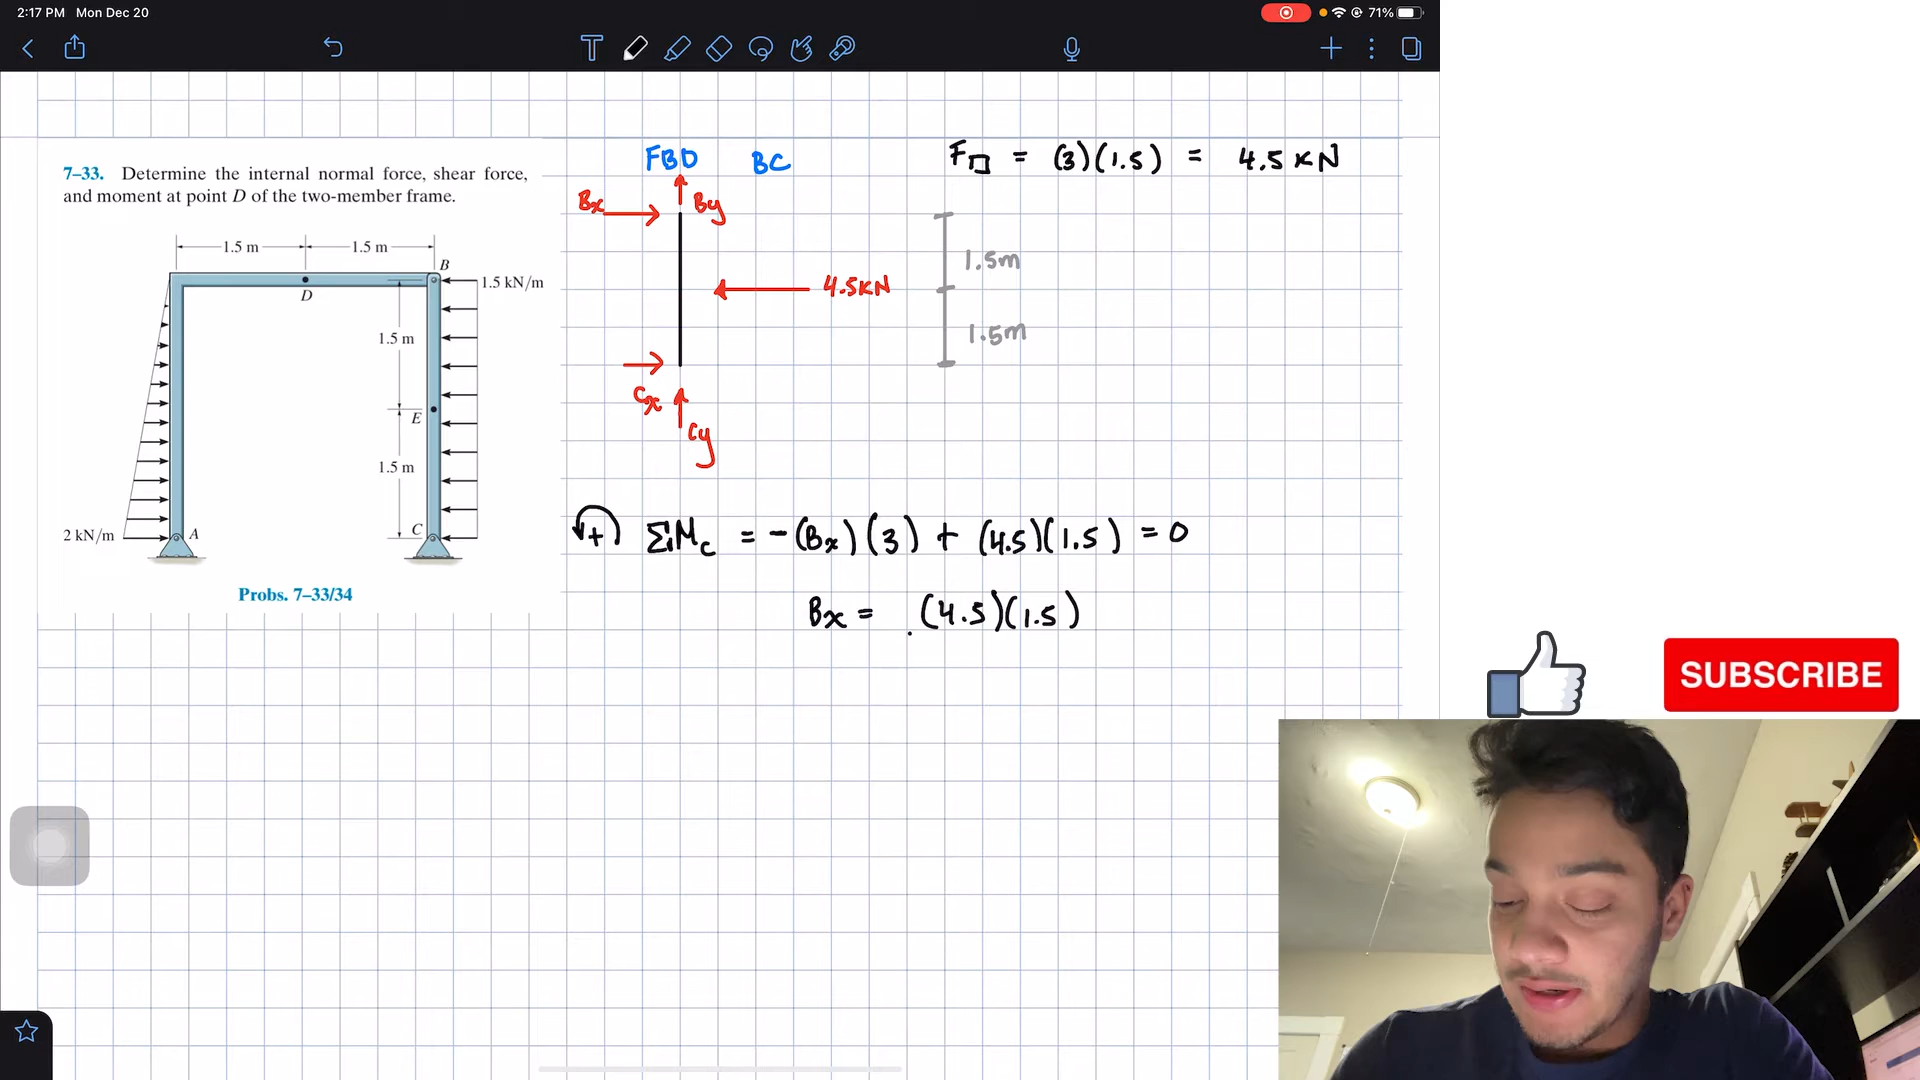 2:17 PM Mon Dec 20
71%
7–33. Determine the internal normal force, shear force,
and moment at point D of the two-member frame.
1.5 m
1.5 m
B
D
1.5 kN/m
1.5 m
E
1.5 m
2 kN/m
A
C
Probs. 7–33/34
FBD BC
Bx
By
4.5KN
Cx
Cy
F = (3)(1.5) = 4.5 KN
1.5m
1.5m
+ ΣMc = -(Bx)(3) + (4.5)(1.5) = 0
Bx = (4.5)(1.5)
SUBSCRIBE